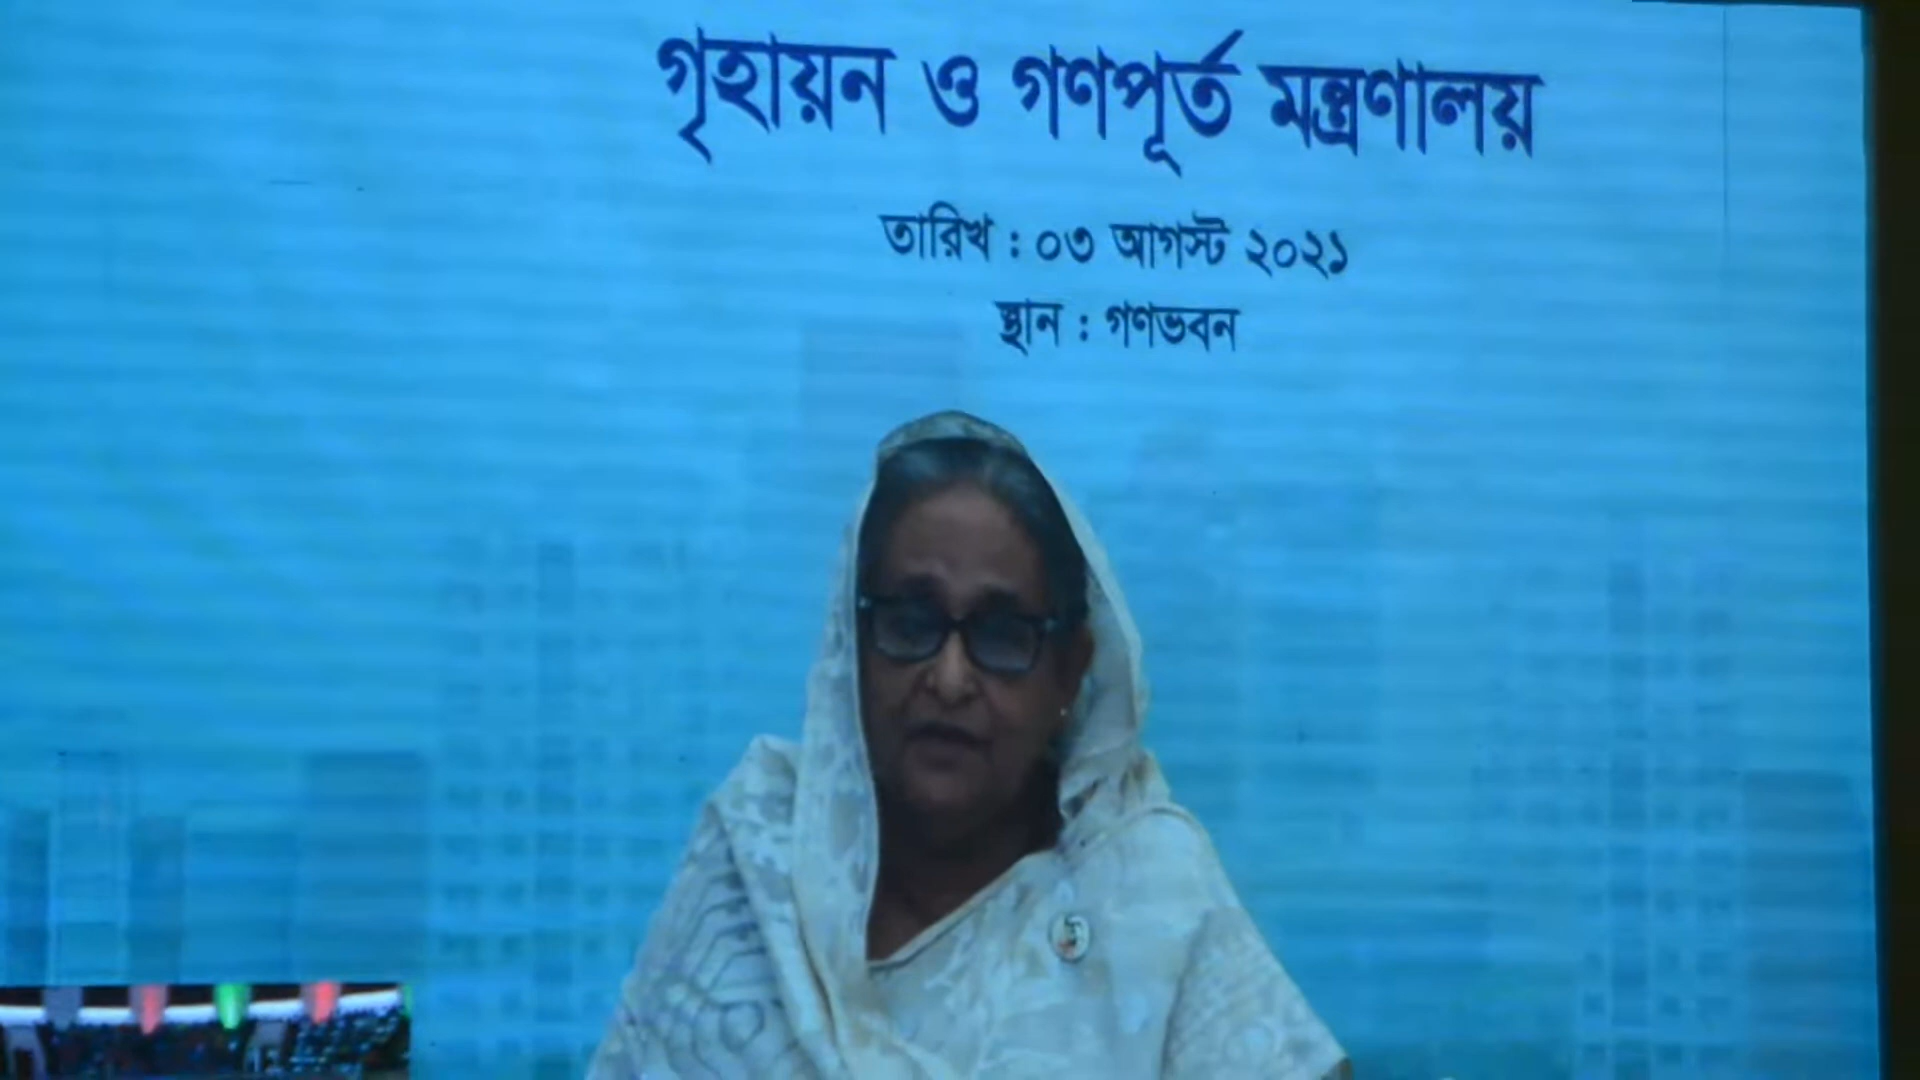 গৃহায়ন ও গণপূর্ত মন্ত্রণালয়
তারিখ : ০৩ আগস্ট ২০২১
স্থান : গণভবন